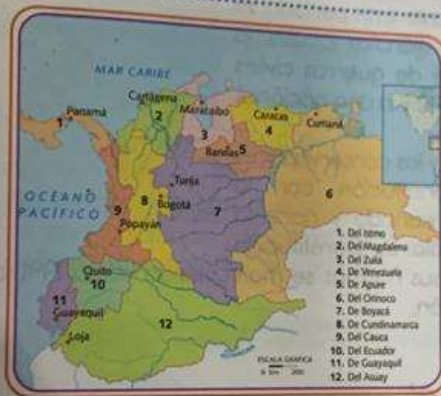 MAR CARIBE
Panamá
Cartagena
Maracaibo
Caracas
Cumaná
Barinas
Tunja
Bogotá
Popayán
OCÉANO
PACÍFICO
Quito
Guayaquil
Loja
1
2
3
4
5
6
7
8
9
10
11
12
1. Del Istmo
2. Del Magdalena
3. Del Zulia
4. De Venezuela
5. De Apure
6. Del Orinoco
7. De Boyacá
8. De Cundinamarca
9. Del Cauca
10. Del Ecuador
11. De Guayaquil
12. Del Asuay
ESCALA GRÁFICA